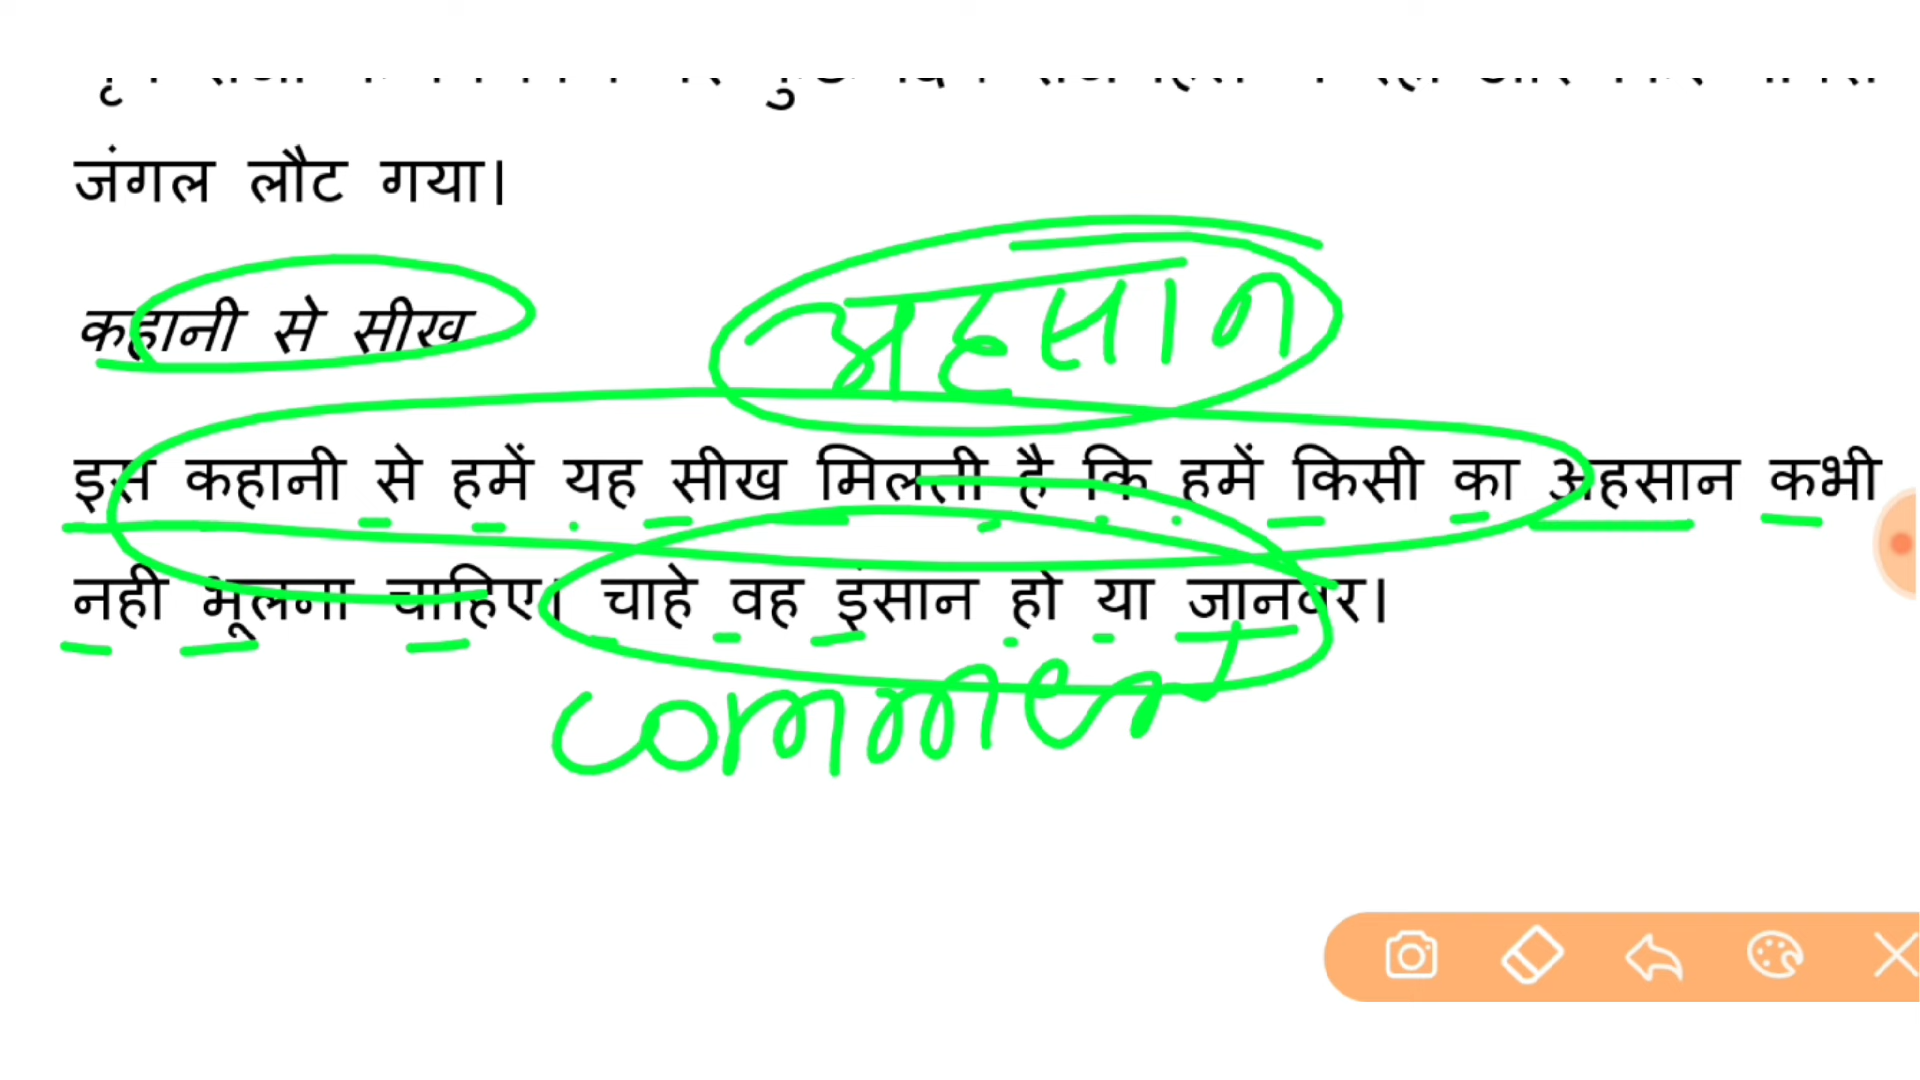 जंगल लौट गया।
अहसान
कहानी से सीख
इस कहानी से हमें यह सीख मिलती है कि हमें किसी का अहसान कभी
नही भूलना चाहिए। चाहे वह इंसान हो या जानवर।
comment